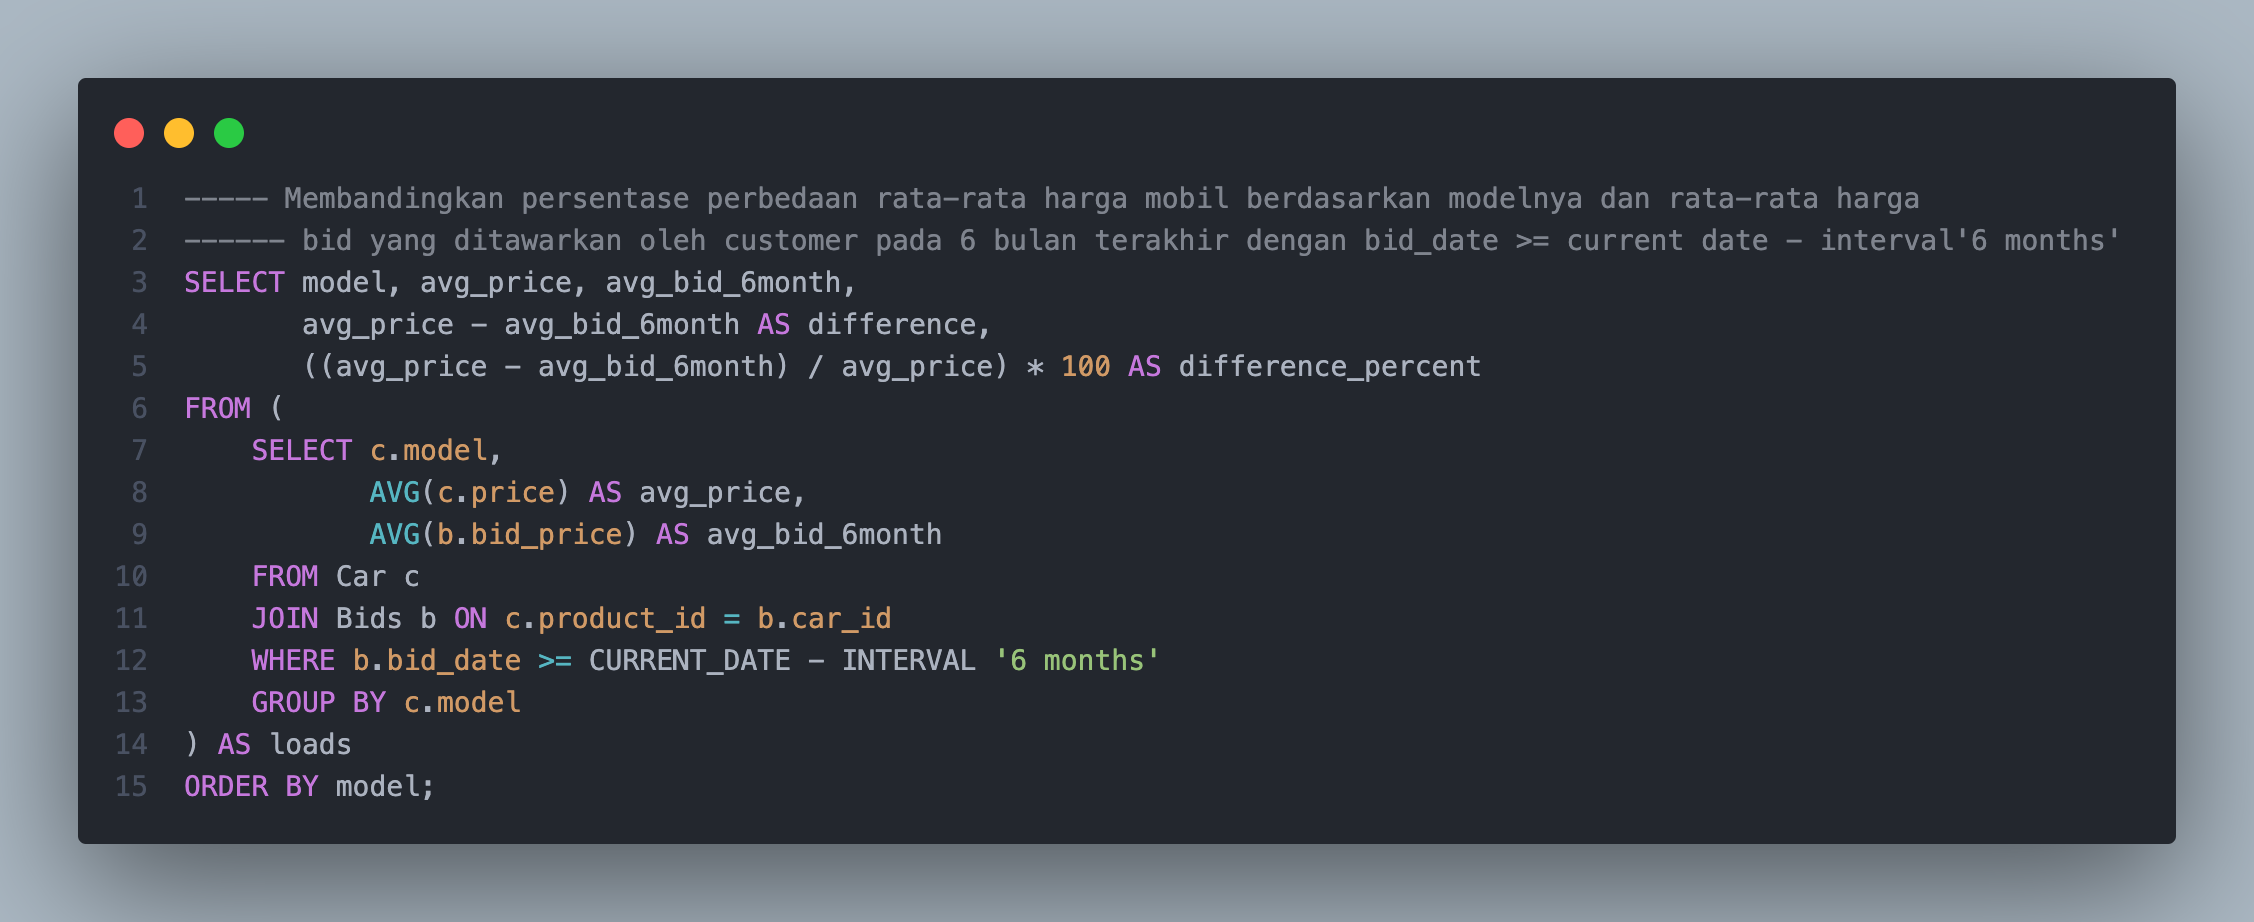 1 ----- Membandingkan persentase perbedaan rata-rata harga mobil berdasarkan modelnya dan rata-rata harga
2 ------ bid yang ditawarkan oleh customer pada 6 bulan terakhir dengan bid_date >= current date - interval'6 months'
3 SELECT model, avg_price, avg_bid_6month,
4        avg_price - avg_bid_6month AS difference,
5        ((avg_price - avg_bid_6month) / avg_price) * 100 AS difference_percent
6 FROM (
7     SELECT c.model,
8            AVG(c.price) AS avg_price,
9            AVG(b.bid_price) AS avg_bid_6month
10     FROM Car c
11     JOIN Bids b ON c.product_id = b.car_id
12     WHERE b.bid_date >= CURRENT_DATE - INTERVAL '6 months'
13     GROUP BY c.model
14 ) AS loads
15 ORDER BY model;